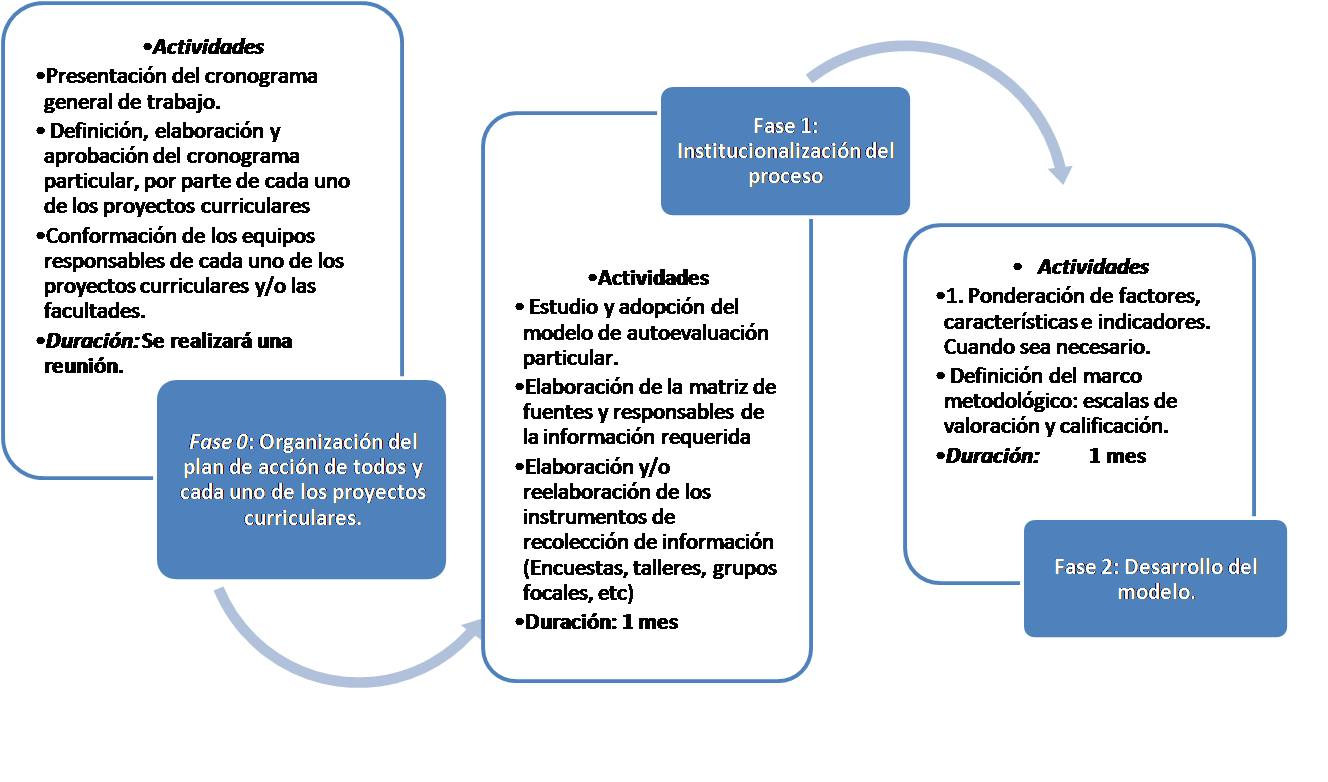 •Actividades
•Presentación del cronograma
general de trabajo.
• Definición, elaboración y
aprobación del cronograma
particular, por parte de cada uno
de los proyectos curriculares
•Conformación de los equipos
responsables de cada uno de los
proyectos curriculares y/o las
facultades.
•Duración: Se realizará una
reunión.
Fase 0: Organización del
plan de acción de todos y
cada uno de los proyectos
curriculares.
Fase 1:
Institucionalización del
proceso
•Actividades
• Estudio y adopción del
modelo de autoevaluación
particular.
•Elaboración de la matriz de
fuentes y responsables de
la información requerida
•Elaboración y/o
reelaboración de los
instrumentos de
recolección de información
(Encuestas, talleres, grupos
focales, etc)
•Duración: 1 mes
• Actividades
•1. Ponderación de factores,
características e indicadores.
Cuando sea necesario.
• Definición del marco
metodológico: escalas de
valoración y calificación.
•Duración: 1 mes
Fase 2: Desarrollo del
modelo.